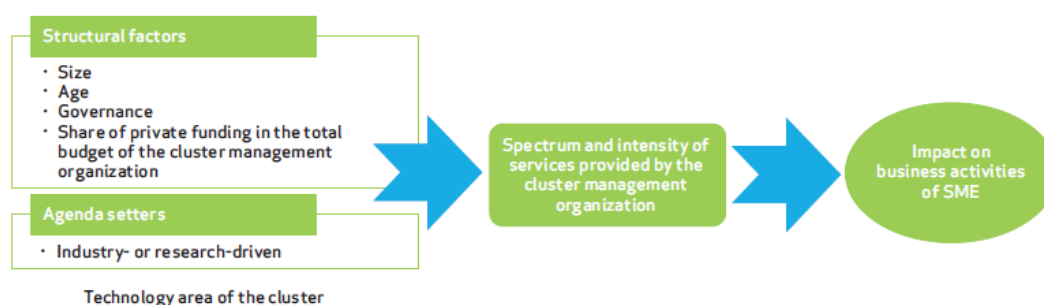 Structural factors
· Size
· Age
· Governance
· Share of private funding in the total
budget of the cluster management
organization
Agenda setters
· Industry- or research-driven
Technology area of the cluster
Spectrum and intensity of
services provided by the
cluster management
organization
Impact on
business activities
of SME